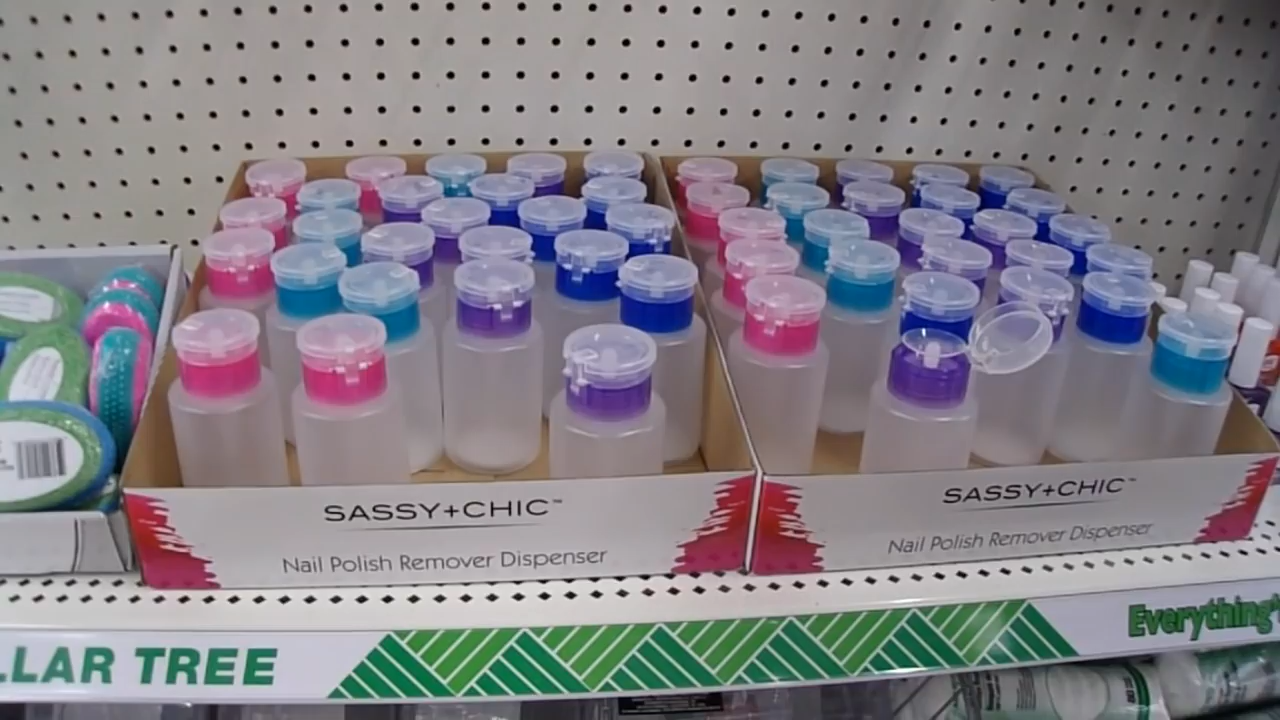 SASSY+CHIC™
Nail Polish Remover Dispenser
SASSY+CHIC™
Nail Polish Remover Dispenser
LLAR TREE
Everything